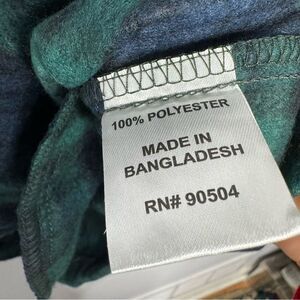 100% POLYESTER
MADE IN
BANGLADESH
RN# 90504